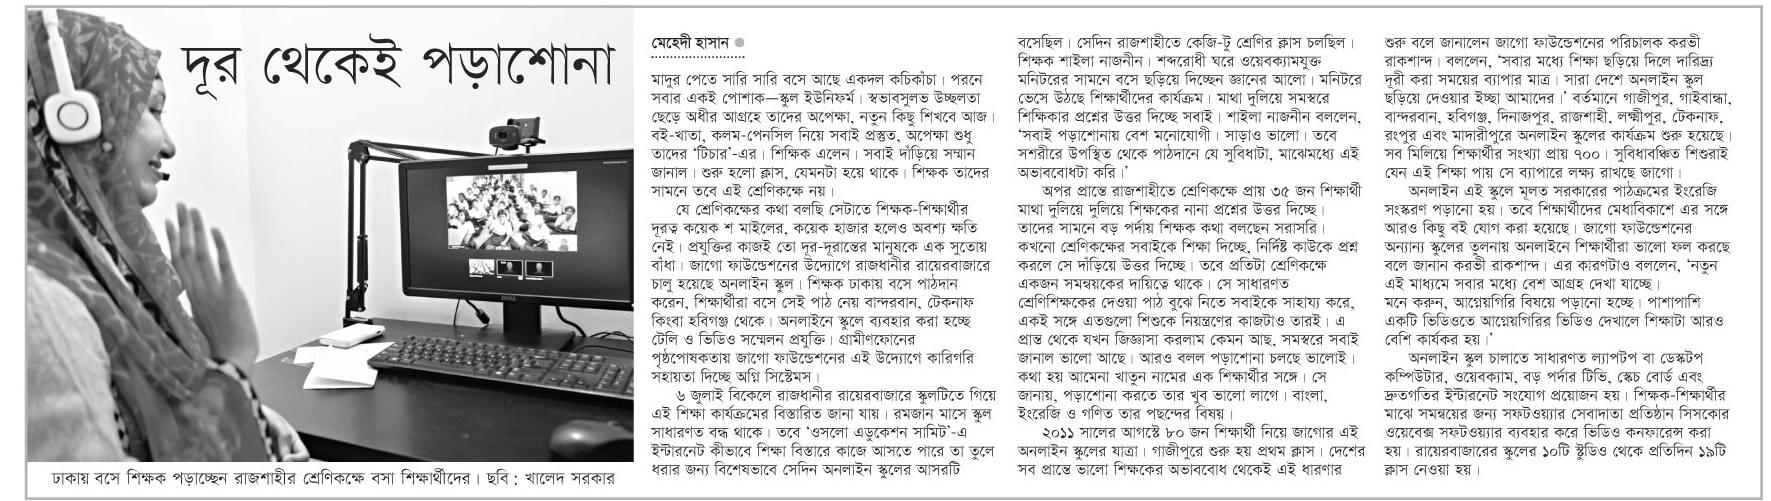 দূর থেকেই পড়াশোনা
ঢাকায় বসে শিক্ষক পড়াচ্ছেন রাজশাহীর শ্রেণিকক্ষে বসা শিক্ষার্থীদের। ছবি : খালেদ সরকার
মেহেদী হাসান
মাদুর পেতে সারি সারি বসে আছে একদল কচিকাঁচা। পরনে
সবার একই পোশাক—স্কুল ইউনিফর্ম। স্বভাবসুলভ উচ্ছলতা
ছেড়ে অধীর আগ্রহে তাদের অপেক্ষা, নতুন কিছু শিখবে আজ।
বই-খাতা, কলম-পেনসিল নিয়ে সবাই প্রস্তুত, অপেক্ষা শুধু
তাদের ‘টিচার’-এর। শিক্ষিক এলেন। সবাই দাঁড়িয়ে সম্মান
জানাল। শুরু হলো ক্লাস, যেমনটা হয়ে থাকে। শিক্ষক তাদের
সামনে তবে এই শ্রেণিকক্ষে নয়।
যে শ্রেণিকক্ষের কথা বলছি সেটাতে শিক্ষক-শিক্ষার্থীর
দূরত্ব কয়েক শ মাইলের, কয়েক হাজার হলেও অবশ্য ক্ষতি
নেই। প্রযুক্তির কাজই তো দূর-দূরান্তের মানুষকে এক সুতোয়
বাঁধা। জাগো ফাউন্ডেশনের উদ্যোগে রাজধানীর রায়েরবাজারে
চালু হয়েছে অনলাইন স্কুল। শিক্ষক ঢাকায় বসে পাঠদান
করেন, শিক্ষার্থীরা বসে সেই পাঠ নেয় বান্দরবান, টেকনাফ
কিংবা হবিগঞ্জ থেকে। অনলাইনে স্কুলে ব্যবহার করা হচ্ছে
টেলি ও ভিডিও সম্মেলন প্রযুক্তি। গ্রামীণফোনের
পৃষ্ঠপোষকতায় জাগো ফাউন্ডেশনের এই উদ্যোগে কারিগরি
সহায়তা দিচ্ছে অগ্নি সিস্টেমস।
৬ জুলাই বিকেলে রাজধানীর রায়েরবাজারে স্কুলটিতে গিয়ে
এই শিক্ষা কার্যক্রমের বিস্তারিত জানা যায়। রমজান মাসে স্কুল
সাধারণত বন্ধ থাকে। তবে ‘ওসলো এডুকেশন সামিট’-এ
ইন্টারনেট কীভাবে শিক্ষা বিস্তারে কাজে আসতে পারে তা তুলে
ধরার জন্য বিশেষভাবে সেদিন অনলাইন স্কুলের আসরটি
বসেছিল। সেদিন রাজশাহীতে কেজি-টু শ্রেণির ক্লাস চলছিল।
শিক্ষক শাইলা নাজনীন। শব্দরোধী ঘরে ওয়েবক্যামযুক্ত
মনিটরের সামনে বসে ছড়িয়ে দিচ্ছেন জ্ঞানের আলো। মনিটরে
ভেসে উঠছে শিক্ষার্থীদের কার্যক্রম। মাথা দুলিয়ে সমস্বরে
শিক্ষিকার প্রশ্নের উত্তর দিচ্ছে সবাই। শাইলা নাজনীন বললেন,
‘সবাই পড়াশোনায় বেশ মনোযোগী। সাড়াও ভালো। তবে
সশরীরে উপস্থিত থেকে পাঠদানে যে সুবিধাটা, মাঝেমধ্যে এই
অভাববোধটা করি।’
অপর প্রান্তে রাজশাহীতে শ্রেণিকক্ষে প্রায় ৩৫ জন শিক্ষার্থী
মাথা দুলিয়ে দুলিয়ে শিক্ষকের নানা প্রশ্নের উত্তর দিচ্ছে।
তাদের সামনে বড় পর্দায় শিক্ষক কথা বলছেন সরাসরি।
কখনো শ্রেণিকক্ষের সবাইকে শিক্ষা দিচ্ছে, নির্দিষ্ট কাউকে প্রশ্ন
করলে সে দাঁড়িয়ে উত্তর দিচ্ছে। তবে প্রতিটা শ্রেণিকক্ষে
একজন সমন্বয়কের দায়িত্বে থাকে। সে সাধারণত
শ্রেণিশিক্ষকের দেওয়া পাঠ বুঝে নিতে সবাইকে সাহায্য করে,
একই সঙ্গে এতগুলো শিশুকে নিয়ন্ত্রণের কাজটাও তারই। এ
প্রান্ত থেকে যখন জিজ্ঞাসা করলাম কেমন আছ, সমস্বরে সবাই
জানাল ভালো আছে। আরও বলল পড়াশোনা চলছে ভালোই।
কথা হয় আমেনা খাতুন নামের এক শিক্ষার্থীর সঙ্গে। সে
জানায়, পড়াশোনা করতে তার খুব ভালো লাগে। বাংলা,
ইংরেজি ও গণিত তার পছন্দের বিষয়।
২০১১ সালের আগস্টে ৮০ জন শিক্ষার্থী নিয়ে জাগোর এই
অনলাইন স্কুলের যাত্রা। গাজীপুরে শুরু হয় প্রথম ক্লাস। দেশের
সব প্রান্তে ভালো শিক্ষকের অভাববোধ থেকেই এই ধারণার
শুরু বলে জানালেন জাগো ফাউন্ডেশনের পরিচালক করভী
রাকশান্দ। বললেন, ‘সবার মধ্যে শিক্ষা ছড়িয়ে দিলে দারিদ্র্য
দূরী করা সময়ের ব্যাপার মাত্র। সারা দেশে অনলাইন স্কুল
ছড়িয়ে দেওয়ার ইচ্ছা আমাদের।’ বর্তমানে গাজীপুর, গাইবান্ধা,
বান্দরবান, হবিগঞ্জ, দিনাজপুর, রাজশাহী, লক্ষ্মীপুর, টেকনাফ,
রংপুর এবং মাদারীপুরে অনলাইন স্কুলের কার্যক্রম শুরু হয়েছে।
সব মিলিয়ে শিক্ষার্থীর সংখ্যা প্রায় ৭০০। সুবিধাবঞ্চিত শিশুরাই
যেন এই শিক্ষা পায় সে ব্যাপারে লক্ষ্য রাখছে জাগো।
অনলাইন এই স্কুলে মূলত সরকারের পাঠক্রমের ইংরেজি
সংস্করণ পড়ানো হয়। তবে শিক্ষার্থীদের মেধাবিকাশে এর সঙ্গে
আরও কিছু বই যোগ করা হয়েছে। জাগো ফাউন্ডেশনের
অন্যান্য স্কুলের তুলনায় অনলাইনে শিক্ষার্থীরা ভালো ফল করছে
বলে জানান করভী রাকশান্দ। এর কারণটাও বললেন, ‘নতুন
এই মাধ্যমে সবার মধ্যে বেশ আগ্রহ দেখা যাচ্ছে।
মনে করুন, আগ্নেয়গিরি বিষয়ে পড়ানো হচ্ছে। পাশাপাশি
একটি ভিডিওতে আগ্নেয়গিরির ভিডিও দেখালে শিক্ষাটা আরও
বেশি কার্যকর হয়।’
অনলাইন স্কুল চালাতে সাধারণত ল্যাপটপ বা ডেস্কটপ
কম্পিউটার, ওয়েবক্যাম, বড় পর্দার টিভি, স্কেচ বোর্ড এবং
দ্রুতগতির ইন্টারনেট সংযোগ প্রয়োজন হয়। শিক্ষক-শিক্ষার্থীর
মাঝে সমন্বয়ের জন্য সফটওয়্যার সেবাদাতা প্রতিষ্ঠান সিসকোর
ওয়েবেক্স সফটওয়্যার ব্যবহার করে ভিডিও কনফারেন্স করা
হয়। রায়েরবাজারের স্কুলের ১০টি স্টুডিও থেকে প্রতিদিন ১৯টি
ক্লাস নেওয়া হয়।